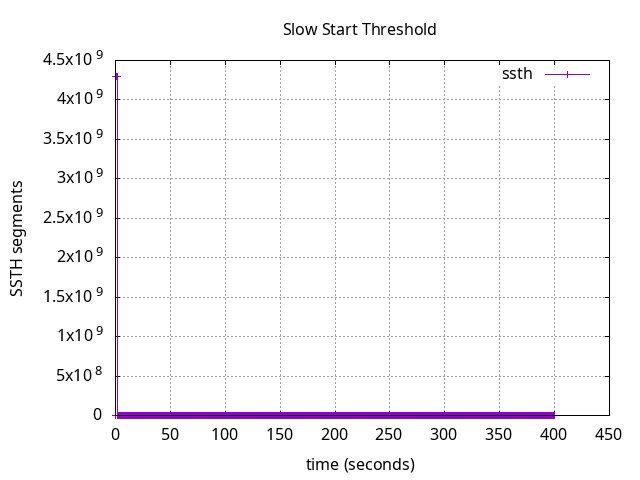 Slow Start Threshold
ssth
4.5x10^9
4x10^9
3.5x10^9
3x10^9
2.5x10^9
2x10^9
1.5x10^9
1x10^9
5x10^8
0
SSTH segments
0 50 100 150 200 250 300 350 400 450
time (seconds)